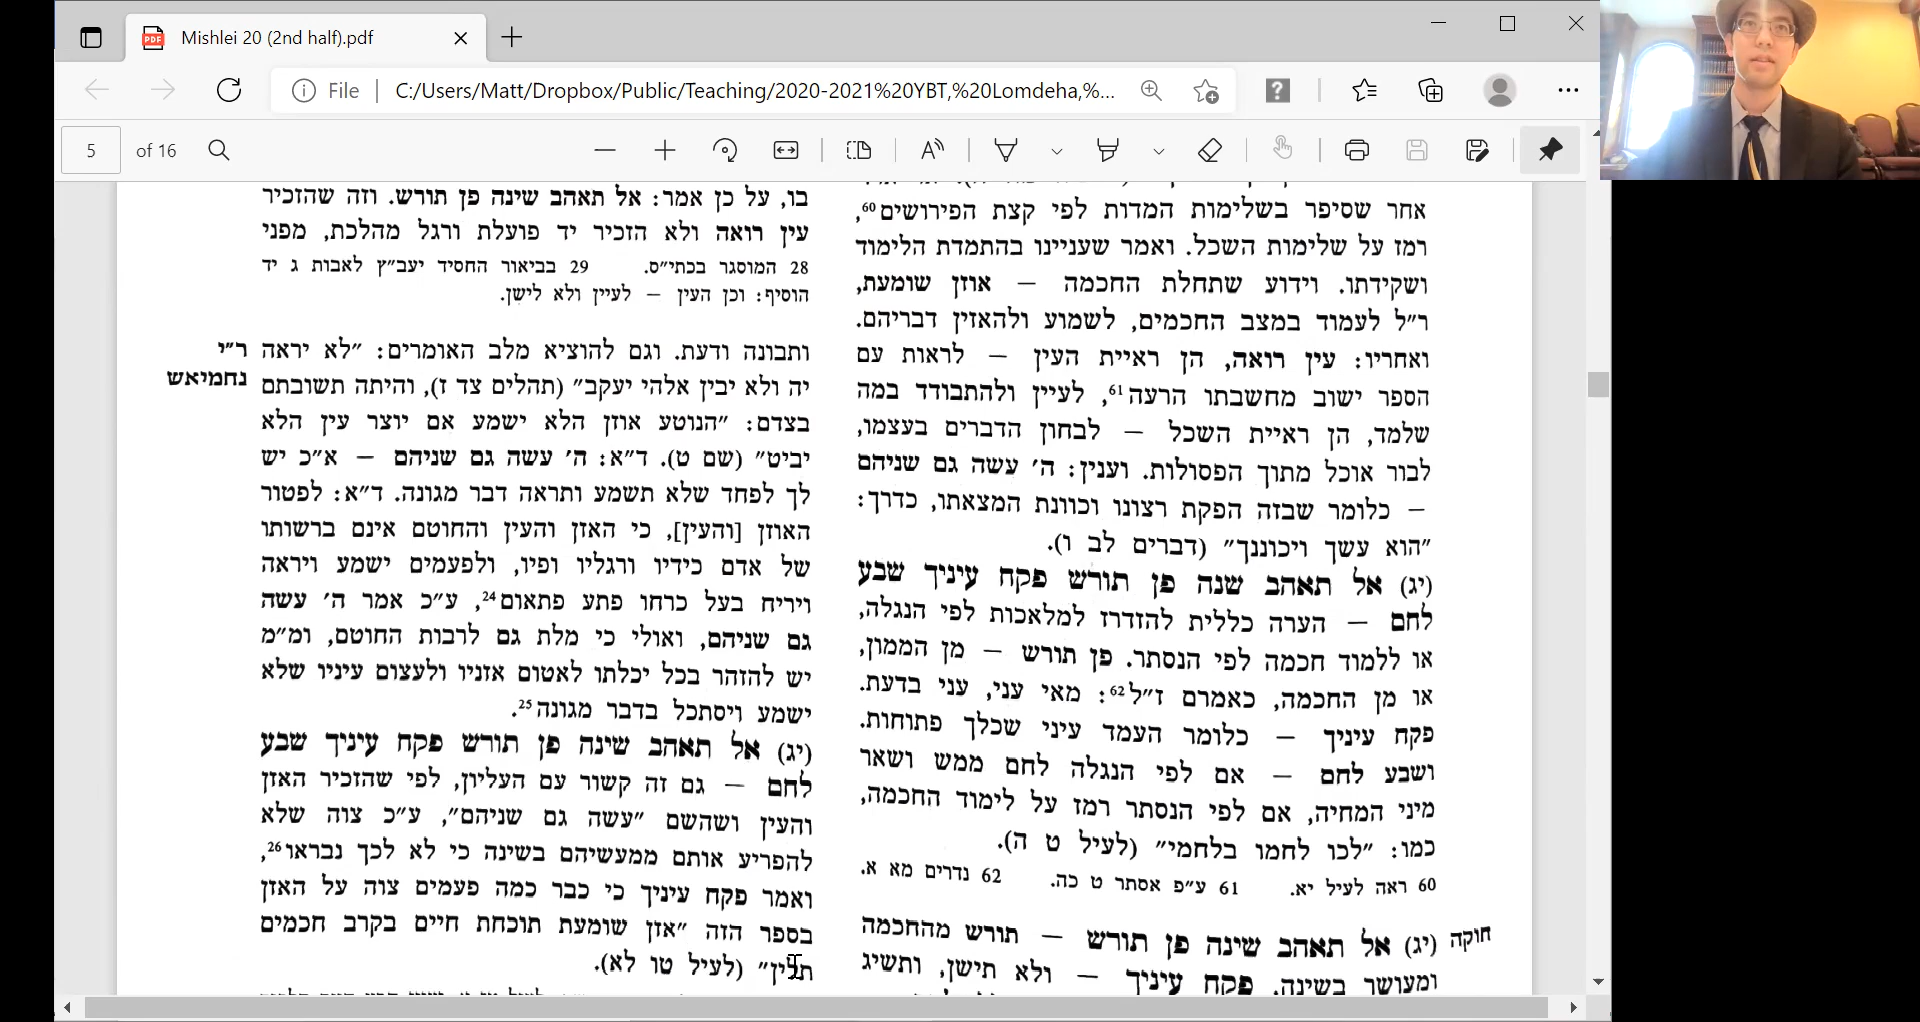 Mishlei 20 (2nd half).pdf
File
C:/Users/Matt/Dropbox/Public/Teaching/2020-2021%20YBT,%20Lomdeha,%...
5 of 16
אחר שסיפר בשלימות המדות לפי קצת הפירושים60,
רמז על שלימות השכל. ואמר שעניינו בהתמדת הלימוד
ושקידתו. וידוע שתחלת החכמה — אוזן שומעת,
ר״ל לעמוד במצב החכמים, לשמוע ולהאזין דבריהם.
ואחריו: עין רואה, הן ראיית העין — לראות עם
הספר ישוב מחשבתו הרעה61, לעיין ולהתבודד במה
שלמד, הן ראיית השכל — לבחון הדברים בעצמו,
לבור אוכל מתוך הפסולות. וענין: ה׳ עשה גם שניהם
— כלומר שבזה הפקת רצונו וכוונת המצאתו, כדרך:
״הוא עשך ויכוננך״ (דברים לב ו).
(יג) אל תאהב שנה פן תורש פקח עיניך שבע
לחם — הערה כללית להזדרז למלאכות לפי הנגלה,
או ללמוד חכמה לפי הנסתר. פן תורש — מן הממון,
או מן החכמה, כאמרם ז״ל62: מאי עני, עני בדעת.
פקח עיניך — כלומר העמד עיני שכלך פתוחות.
ושבע לחם — אם לפי הנגלה לחם ממש ושאר
מיני המחיה, אם לפי הנסתר רמז על לימוד החכמה,
כמו: ״לכו לחמו בלחמי״ (לעיל ט ה).
60 ראה לעיל יא. 61 ע״פ אסתר ט כה. 62 נדרים מא א.
חוקה
(יג) אל תאהב שינה פן תורש — תורש מהחכמה
ומעושר בשינה. פקח עיניך — ולא תישן, ותשיג
בו, על כן אמר: אל תאהב שינה פן תורש. וזה שהזכיר
עין רואה ולא הזכיר יד פועלת ורגל מהלכת, מפני
28 המוסגר בכתי״ס. 29 בביאור החסיד יעב״ץ לאבות ג יד
הוסיף: וכן העין — לעיין ולא לישן.
ר״י
נחמיאש
ותבונה ודעת. וגם להוציא מלב האומרים: ״לא יראה
יה ולא יבין אלהי יעקב״ (תהלים צד ז), והיתה תשובתם
בצדם: ״הנוטע אוזן הלא ישמע אם יוצר עין הלא
יביט״ (שם ט). ד״א: ה׳ עשה גם שניהם — א״כ יש
לך לפחד שלא תשמע ותראה דבר מגונה. ד״א: לפטור
האוזן [והעין], כי האזן והעין והחוטם אינם ברשותו
של אדם כידיו ורגליו ופיו, ולפעמים ישמע ויראה
ויריח בעל כרחו פתע פתאום24, ע״כ אמר ה׳ עשה
גם שניהם, ואולי כי מלת גם לרבות החוטם, ומ״מ
יש להזהר בכל יכלתו לאטום אזניו ולעצום עיניו שלא
ישמע ויסתכל בדבר מגונה25.
(יג) אל תאהב שינה פן תורש פקח עיניך שבע
לחם — גם זה קשור עם העליון, לפי שהזכיר האזן
והעין ושהשם ״עשה גם שניהם״, ע״כ צוה שלא
להפריע אותם ממעשיהם בשינה כי לא לכך נבראו26,
ואמר פקח עיניך כי כבר כמה פעמים צוה על האזן
בספר הזה ״אזן שומעת תוכחת חיים בקרב חכמים
תלין״ (לעיל טו לא).